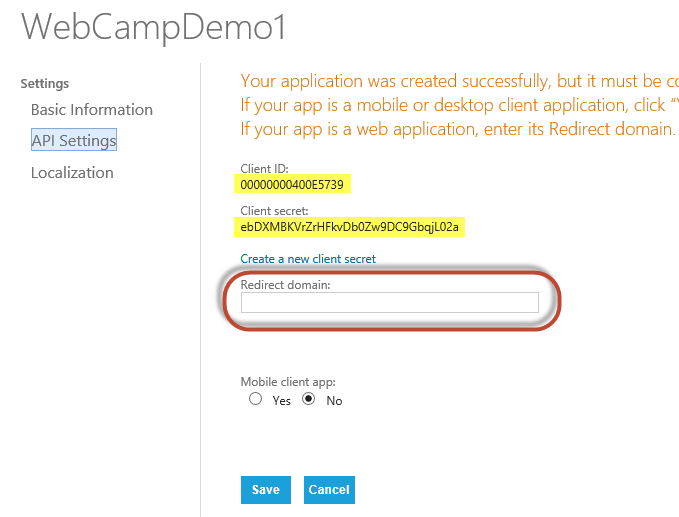 WebCampDemo1
Settings
Basic Information
API Settings
Localization
Your application was created successfully, but it must be co
If your app is a mobile or desktop client application, click "Y
If your app is a web application, enter its Redirect domain.
Client ID:
00000000400E5739
Client secret:
ebDXMBKVrZrHFkvDb0Zw9DC9GbqjL02a
Create a new client secret
Redirect domain:
Mobile client app:
Yes No
Save Cancel